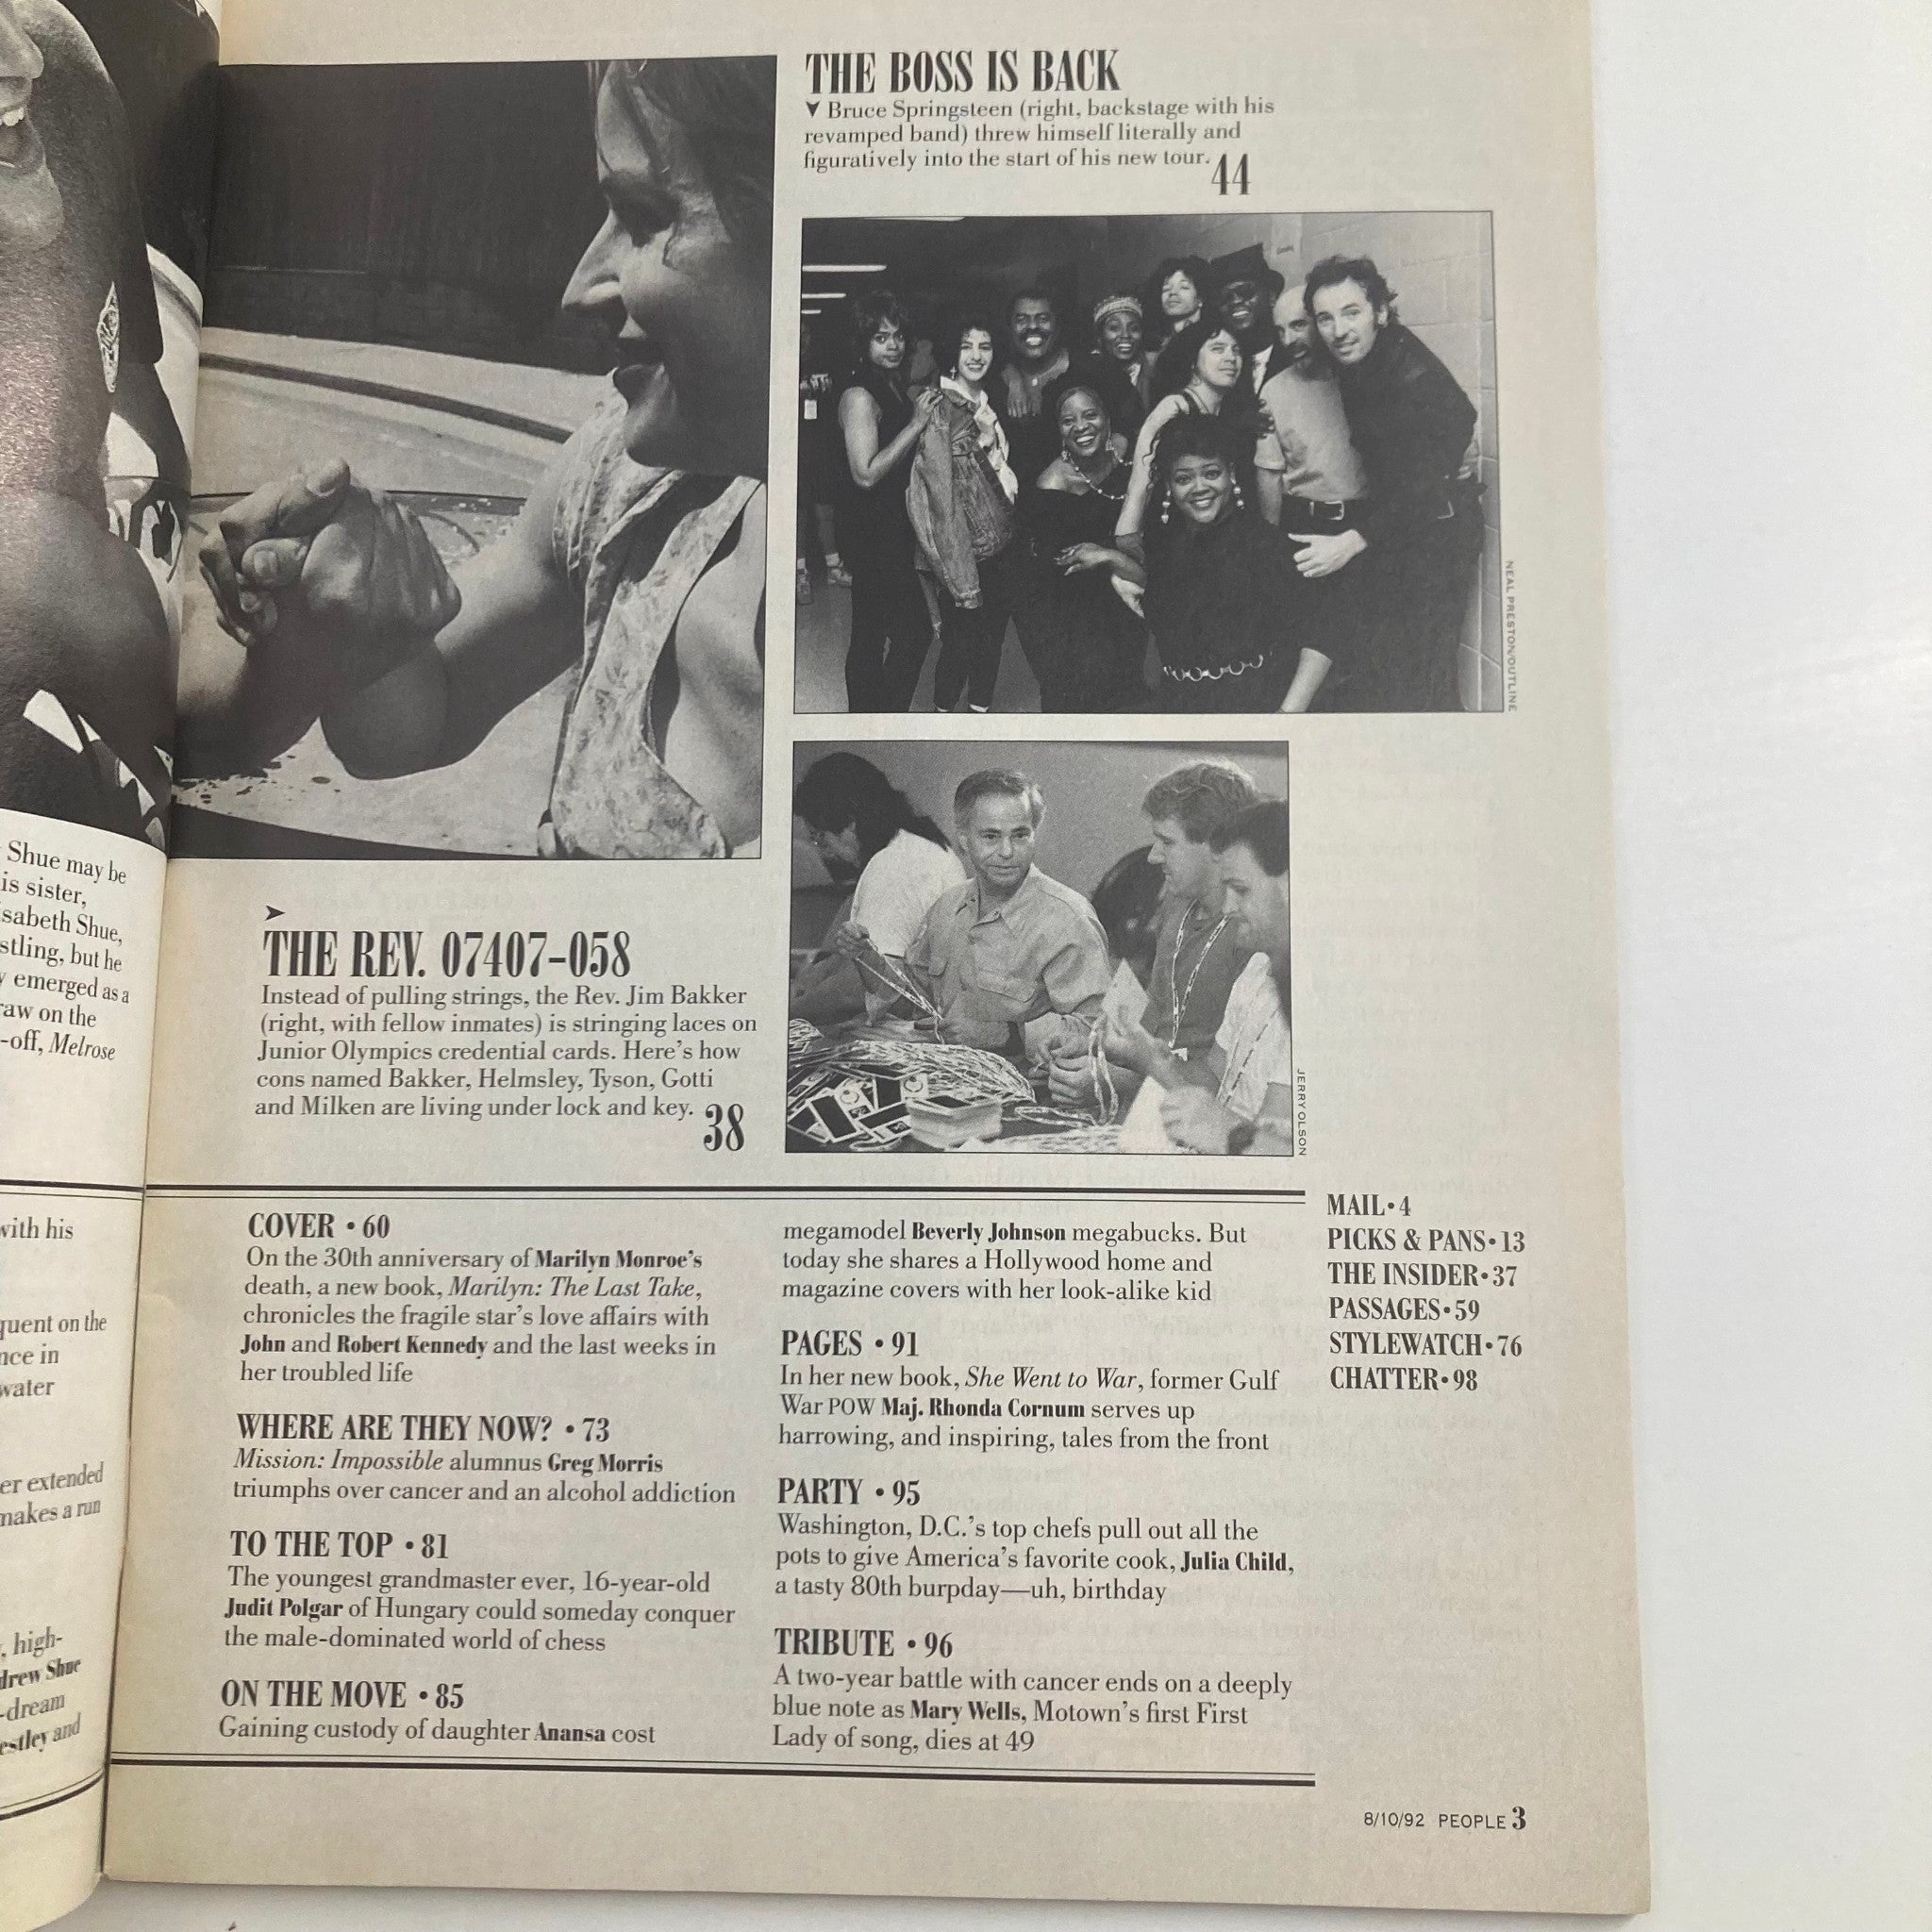 Shue may be
is sister,
sabeth Shue,
stling, but he
emerged as a
raw on the
-off, Melrose
with his
quent on the
nce in
water
er extended
makes a run
, high-
drew Shue
-dream
estley and
THE BOSS IS BACK
Bruce Springsteen (right, backstage with his
revamped band) threw himself literally and
figuratively into the start of his new tour. 44
NEAL PRESTON/OUTLINE
THE REV. 07407-058
Instead of pulling strings, the Rev. Jim Bakker
(right, with fellow inmates) is stringing laces on
Junior Olympics credential cards. Here's how
cons named Bakker, Helmsley, Tyson, Gotti
and Milken are living under lock and key. 38
JERRY OLSON
COVER • 60
On the 30th anniversary of Marilyn Monroe's
death, a new book, Marilyn: The Last Take,
chronicles the fragile star's love affairs with
John and Robert Kennedy and the last weeks in
her troubled life
WHERE ARE THEY NOW? • 73
Mission: Impossible alumnus Greg Morris
triumphs over cancer and an alcohol addiction
TO THE TOP • 81
The youngest grandmaster ever, 16-year-old
Judit Polgar of Hungary could someday conquer
the male-dominated world of chess
ON THE MOVE • 85
Gaining custody of daughter Anansa cost
megamodel Beverly Johnson megabucks. But
today she shares a Hollywood home and
magazine covers with her look-alike kid
PAGES • 91
In her new book, She Went to War, former Gulf
War POW Maj. Rhonda Cornum serves up
harrowing, and inspiring, tales from the front
PARTY • 95
Washington, D.C.'s top chefs pull out all the
pots to give America's favorite cook, Julia Child,
a tasty 80th burpday—uh, birthday
TRIBUTE • 96
A two-year battle with cancer ends on a deeply
blue note as Mary Wells, Motown's first First
Lady of song, dies at 49
MAIL • 4
PICKS & PANS • 13
THE INSIDER • 37
PASSAGES • 59
STYLEWATCH • 76
CHATTER • 98
8/10/92 PEOPLE 3